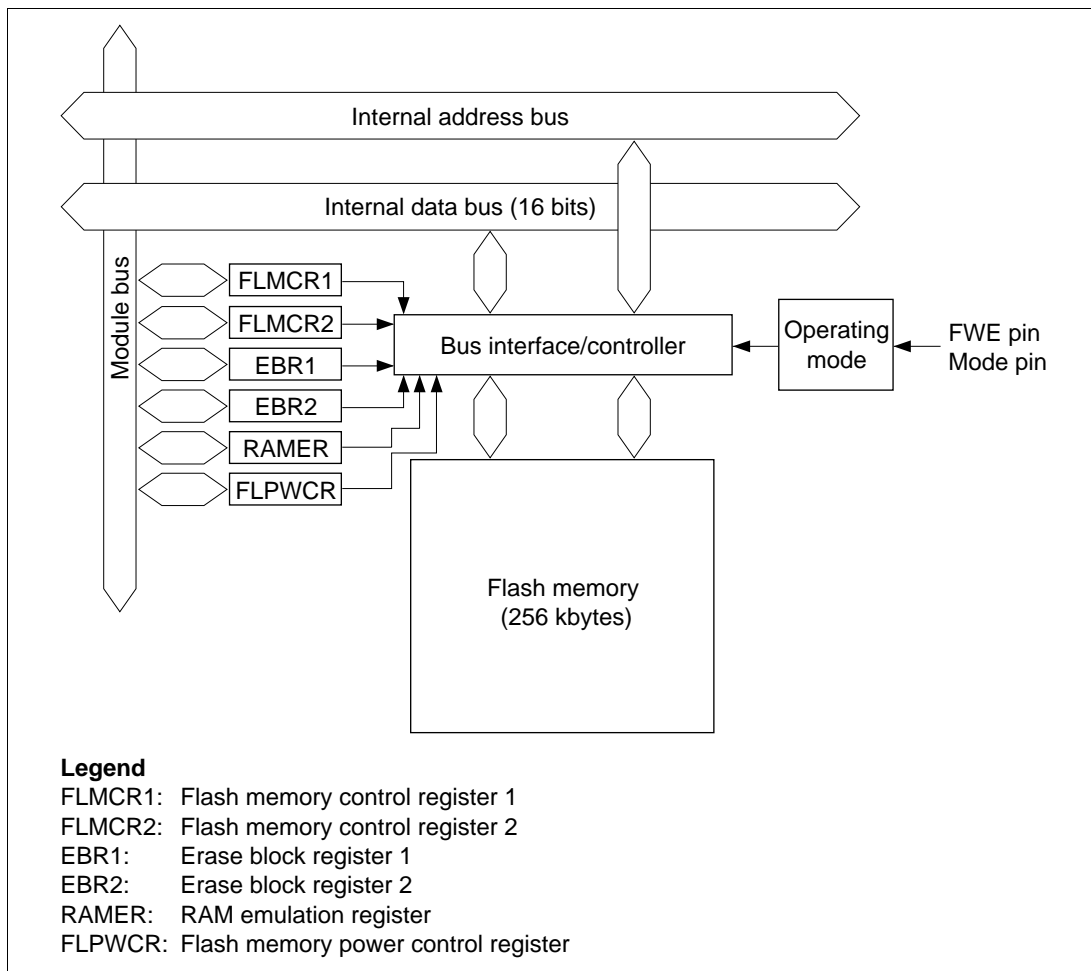 Internal address bus
Internal data bus (16 bits)
Module bus
FLMCR1
FLMCR2
EBR1
EBR2
RAMER
FLPWCR
Bus interface/controller
Operating
mode
FWE pin
Mode pin
Flash memory
(256 kbytes)
Legend
FLMCR1: Flash memory control register 1
FLMCR2: Flash memory control register 2
EBR1: Erase block register 1
EBR2: Erase block register 2
RAMER: RAM emulation register
FLPWCR: Flash memory power control register